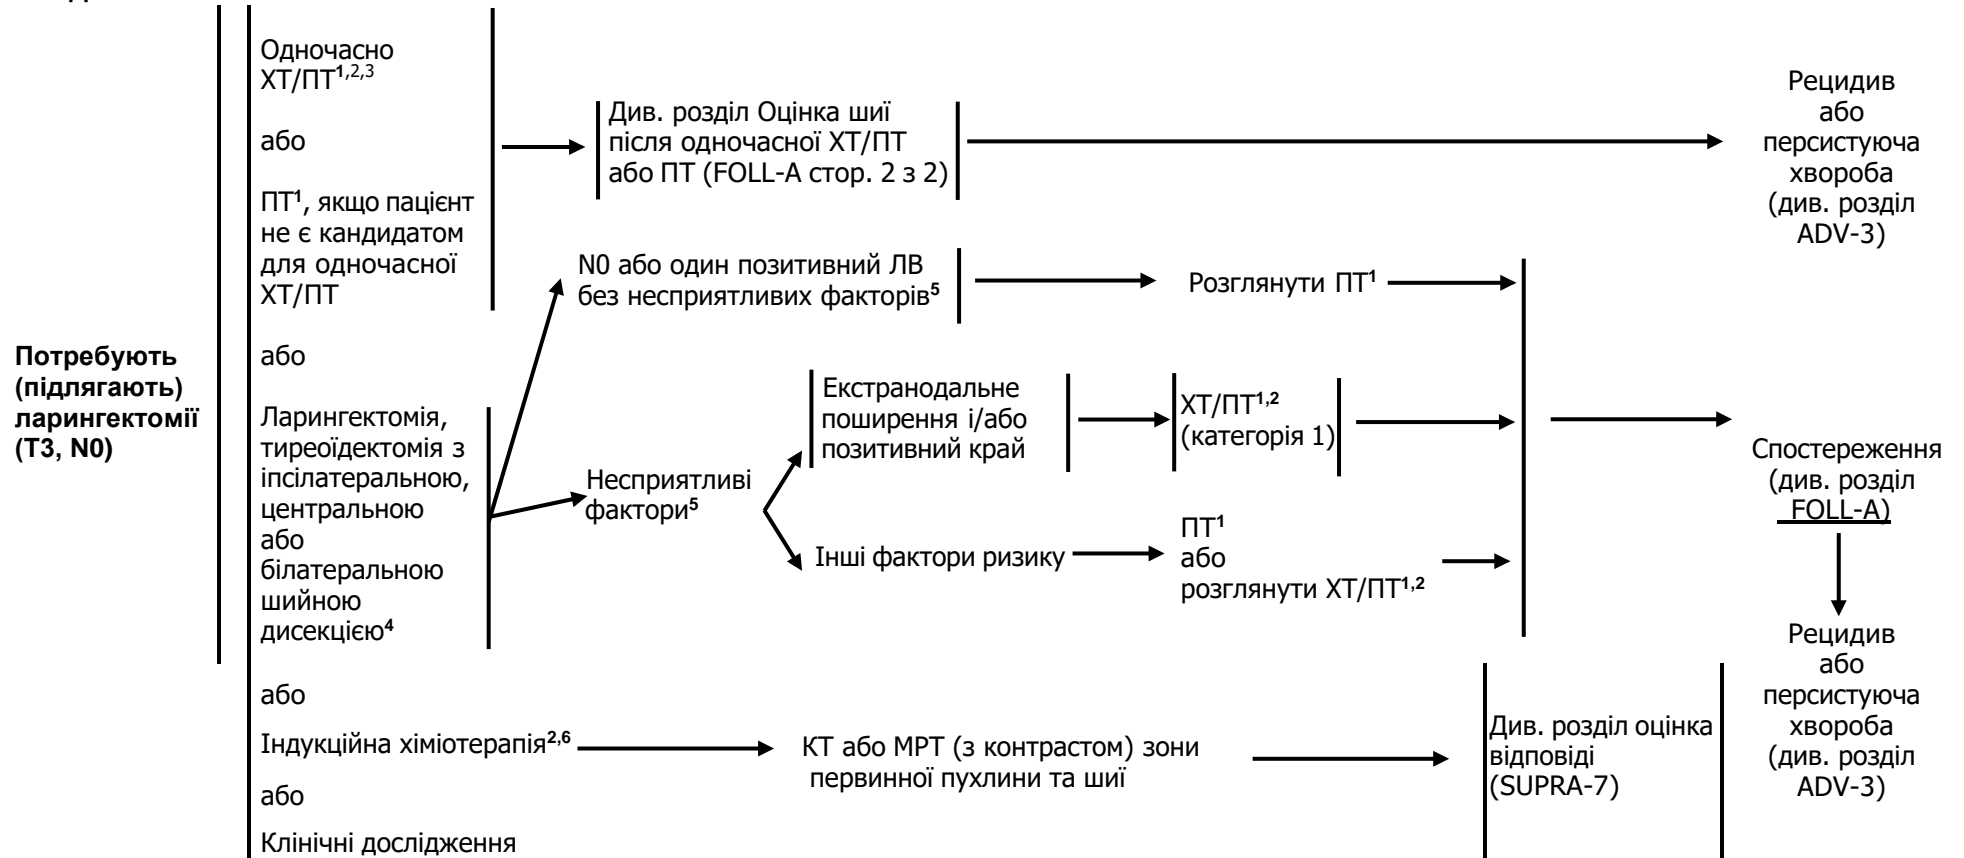 Потребують
(підлягають)
ларингектомії
(T3, N0)
Одночасно
ХТ/ПТ1,2,3
або
ПТ1, якщо пацієнт
не є кандидатом
для одночасної
ХТ/ПТ
або
Ларингектомія,
тиреоїдектомія з
іпсілатеральною,
центральною
або
білатеральною
шийною
дисекцією4
або
Індукційна хіміотерапія2,6
або
Клінічні дослідження
Див. розділ Оцінка шиї
після одночасної ХТ/ПТ
або ПТ (FOLL-A стор. 2 з 2)
Рецидив
або
персистуюча
хвороба
(див. розділ
ADV-3)
N0 або один позитивний ЛВ
без несприятливих факторів5
Розглянути ПТ1
Несприятливі
фактори5
Екстранодальне
поширення і/або
позитивний край
ХТ/ПТ1,2
(категорія 1)
Інші фактори ризику
ПТ1
або
розглянути ХТ/ПТ1,2
Спостереження
(див. розділ
FOLL-A)
Рецидив
або
персистуюча
хвороба
(див. розділ
ADV-3)
КТ або МРТ (з контрастом) зони
первинної пухлини та шиї
Див. розділ оцінка
відповіді
(SUPRA-7)